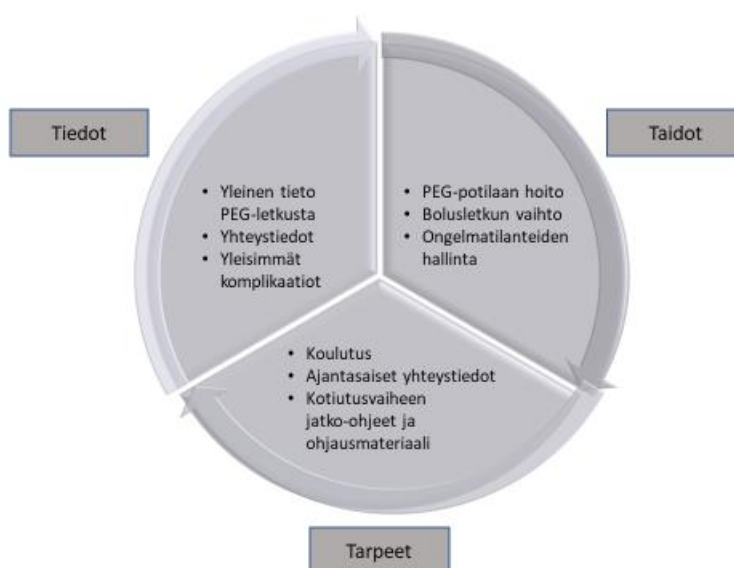 Tiedot
Taidot
• Yleinen tieto
PEG-letkusta
• Yhteystiedot
• Yleisimmät
komplikaatiot
• PEG-potilaan hoito
• Bolusletkun vaihto
• Ongelmatilanteiden
hallinta
• Koulutus
• Ajantasaiset yhteystiedot
• Kotiutusvaiheen
jatko-ohjeet ja
ohjausmateriaali
Tarpeet